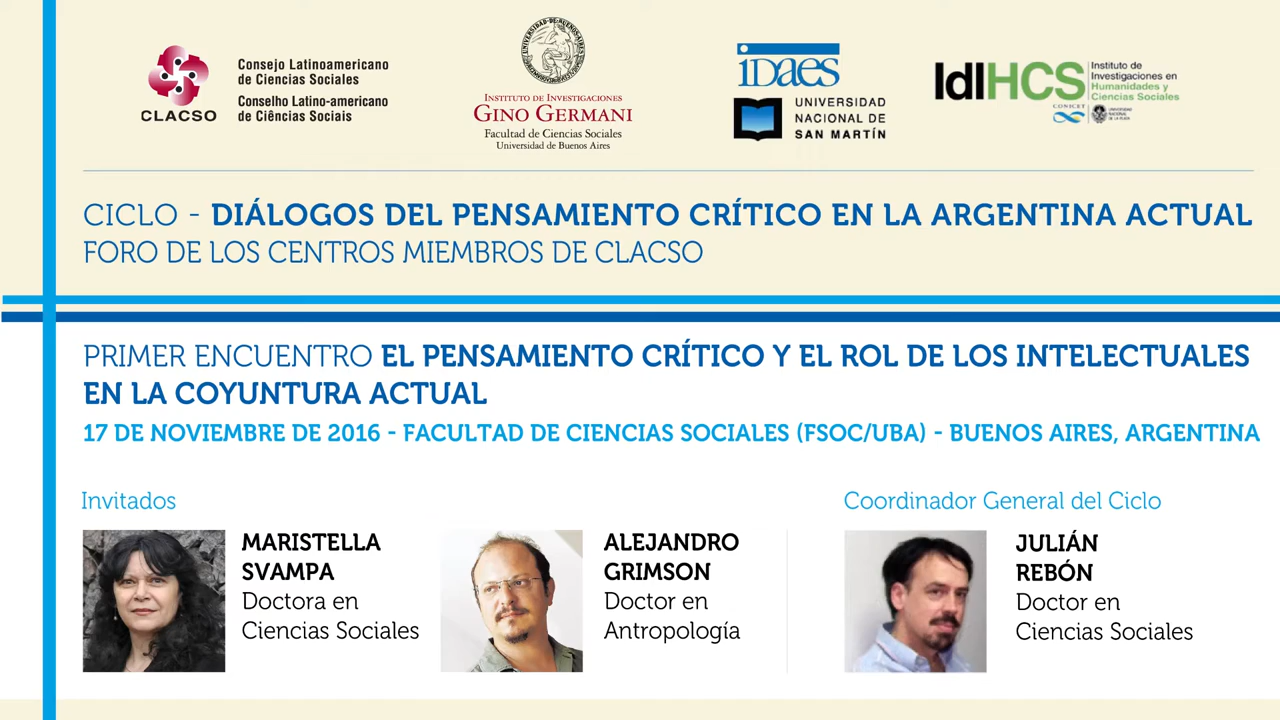 CLACSO
Consejo Latinoamericano
de Ciencias Sociales
Conselho Latino-americano
de Ciências Sociais
INSTITUTO DE INVESTIGACIONES
GINO GERMANI
Facultad de Ciencias Sociales
Universidad de Buenos Aires
iDaes
UNIVERSIDAD
NACIONAL DE
SAN MARTÍN
IdIHCS
Instituto de
Investigaciones en
Humanidades y
Ciencias Sociales
CONICET
CICLO - DIÁLOGOS DEL PENSAMIENTO CRÍTICO EN LA ARGENTINA ACTUAL
FORO DE LOS CENTROS MIEMBROS DE CLACSO
PRIMER ENCUENTRO EL PENSAMIENTO CRÍTICO Y EL ROL DE LOS INTELECTUALES
EN LA COYUNTURA ACTUAL
17 DE NOVIEMBRE DE 2016 - FACULTAD DE CIENCIAS SOCIALES (FSOC/UBA) - BUENOS AIRES, ARGENTINA
Invitados
MARISTELLA
SVAMPA
Doctora en
Ciencias Sociales
ALEJANDRO
GRIMSON
Doctor en
Antropología
Coordinador General del Ciclo
JULIÁN
REBÓN
Doctor en
Ciencias Sociales